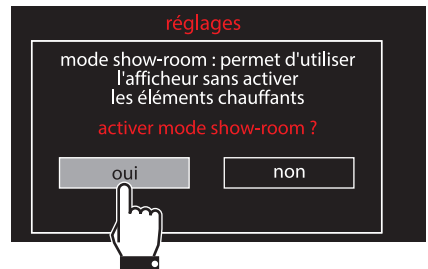 réglages
mode show-room : permet d'utiliser
l'afficheur sans activer
les éléments chauffants
activer mode show-room ?
oui
non